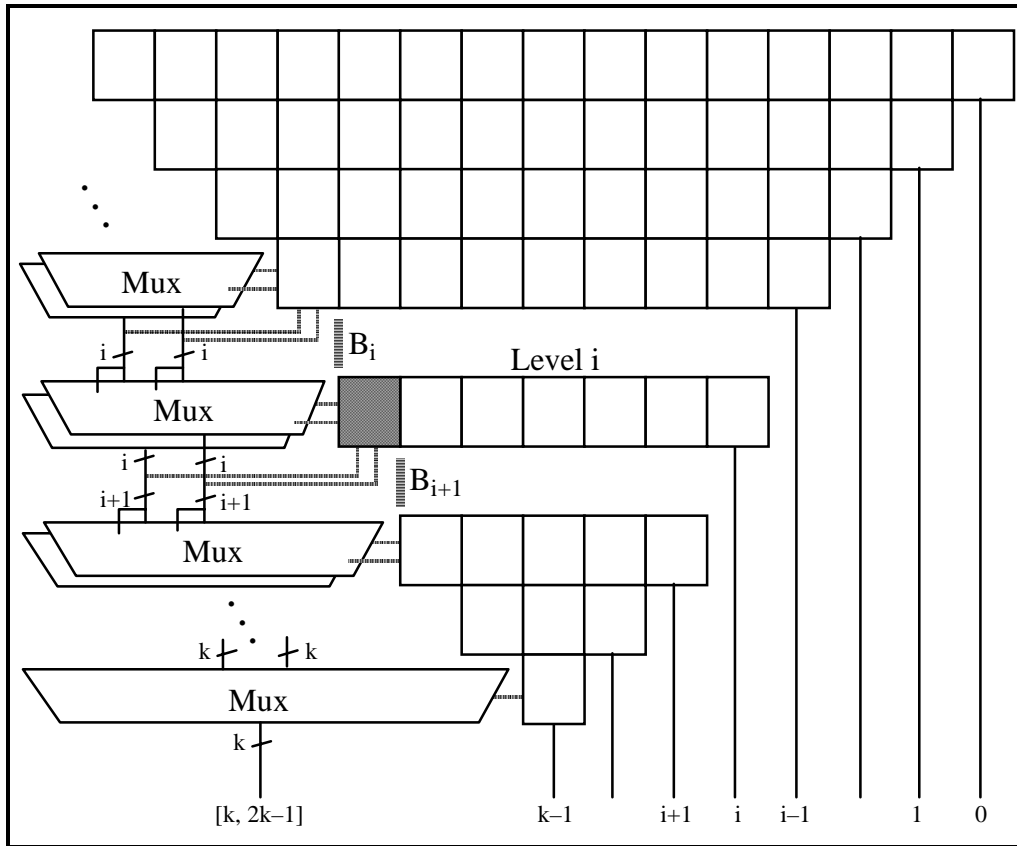 Mux
i
i
B_i
Level i
Mux
i
i
B_{i+1}
i+1
i+1
Mux
k
k
Mux
k
[k, 2k–1]
k–1
i+1
i
i–1
1
0